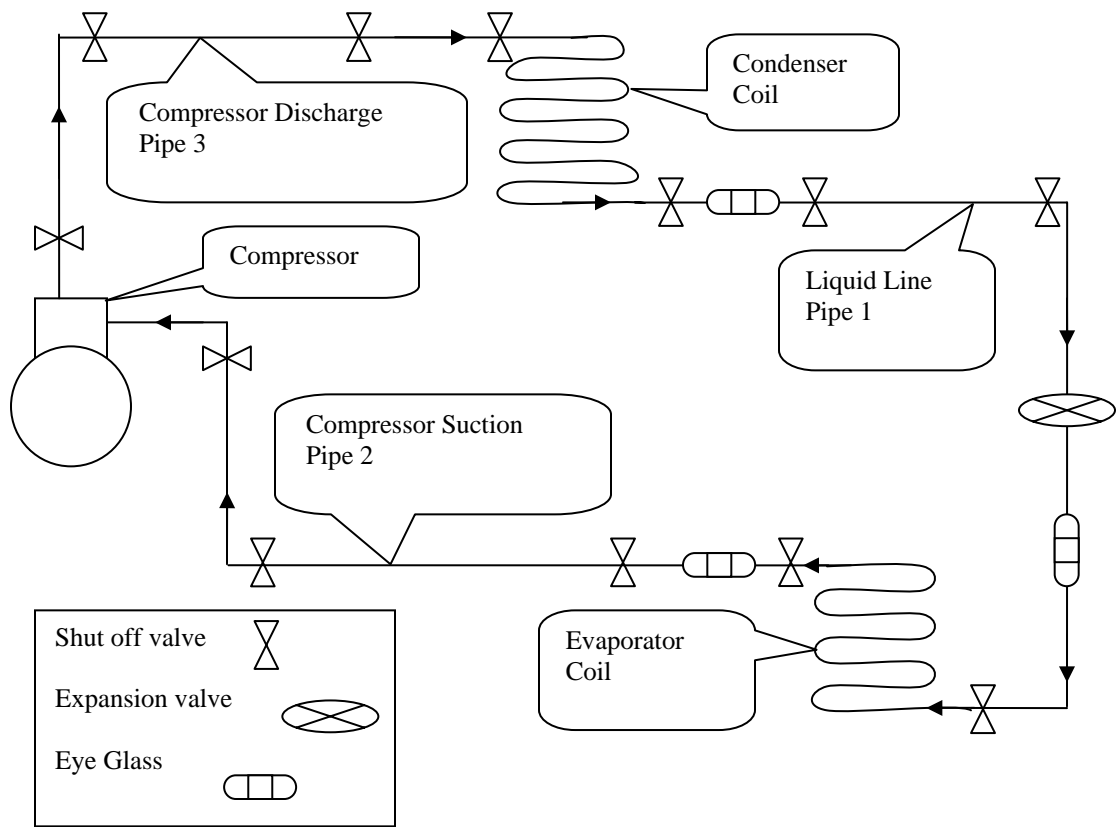 Condenser
Coil
Compressor Discharge
Pipe 3
Compressor
Liquid Line
Pipe 1
Compressor Suction
Pipe 2
Evaporator
Coil
Shut off valve
Expansion valve
Eye Glass